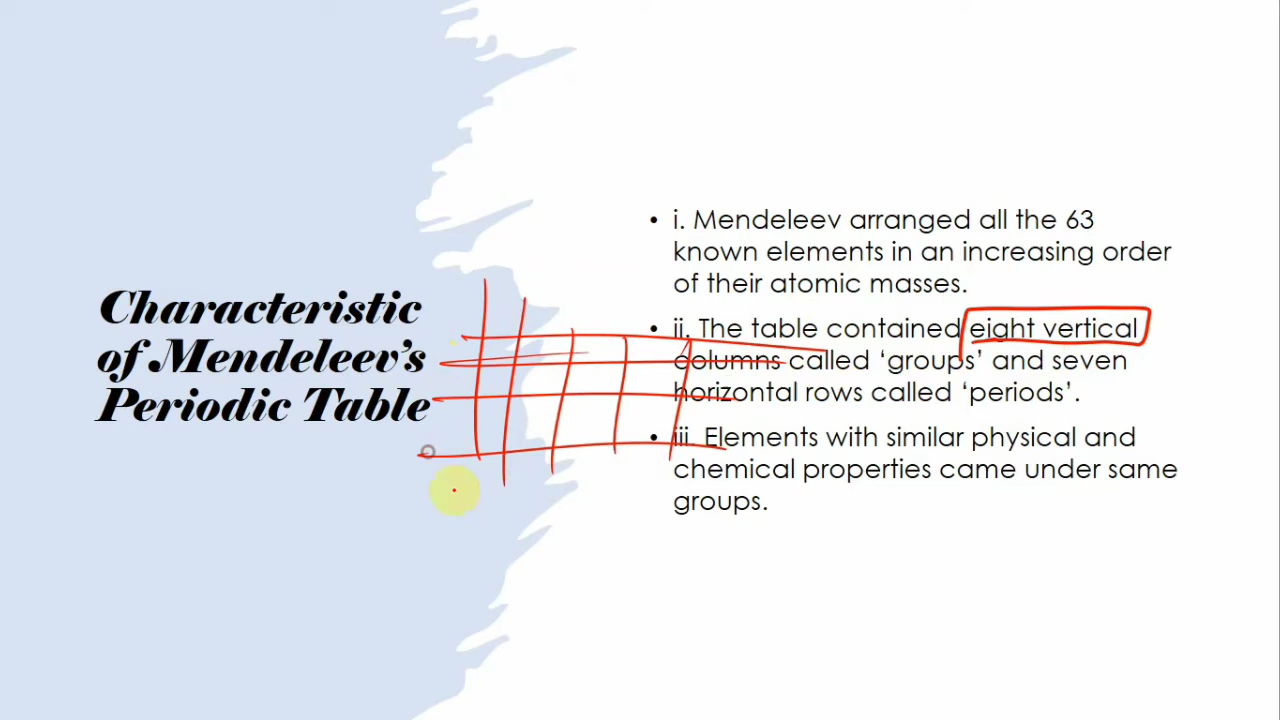 Characteristic
of Mendeleev's
Periodic Table
• i. Mendeleev arranged all the 63
known elements in an increasing order
of their atomic masses.
• ii. The table contained eight vertical
columns called ‘groups’ and seven
horizontal rows called ‘periods’.
• iii. Elements with similar physical and
chemical properties came under same
groups.